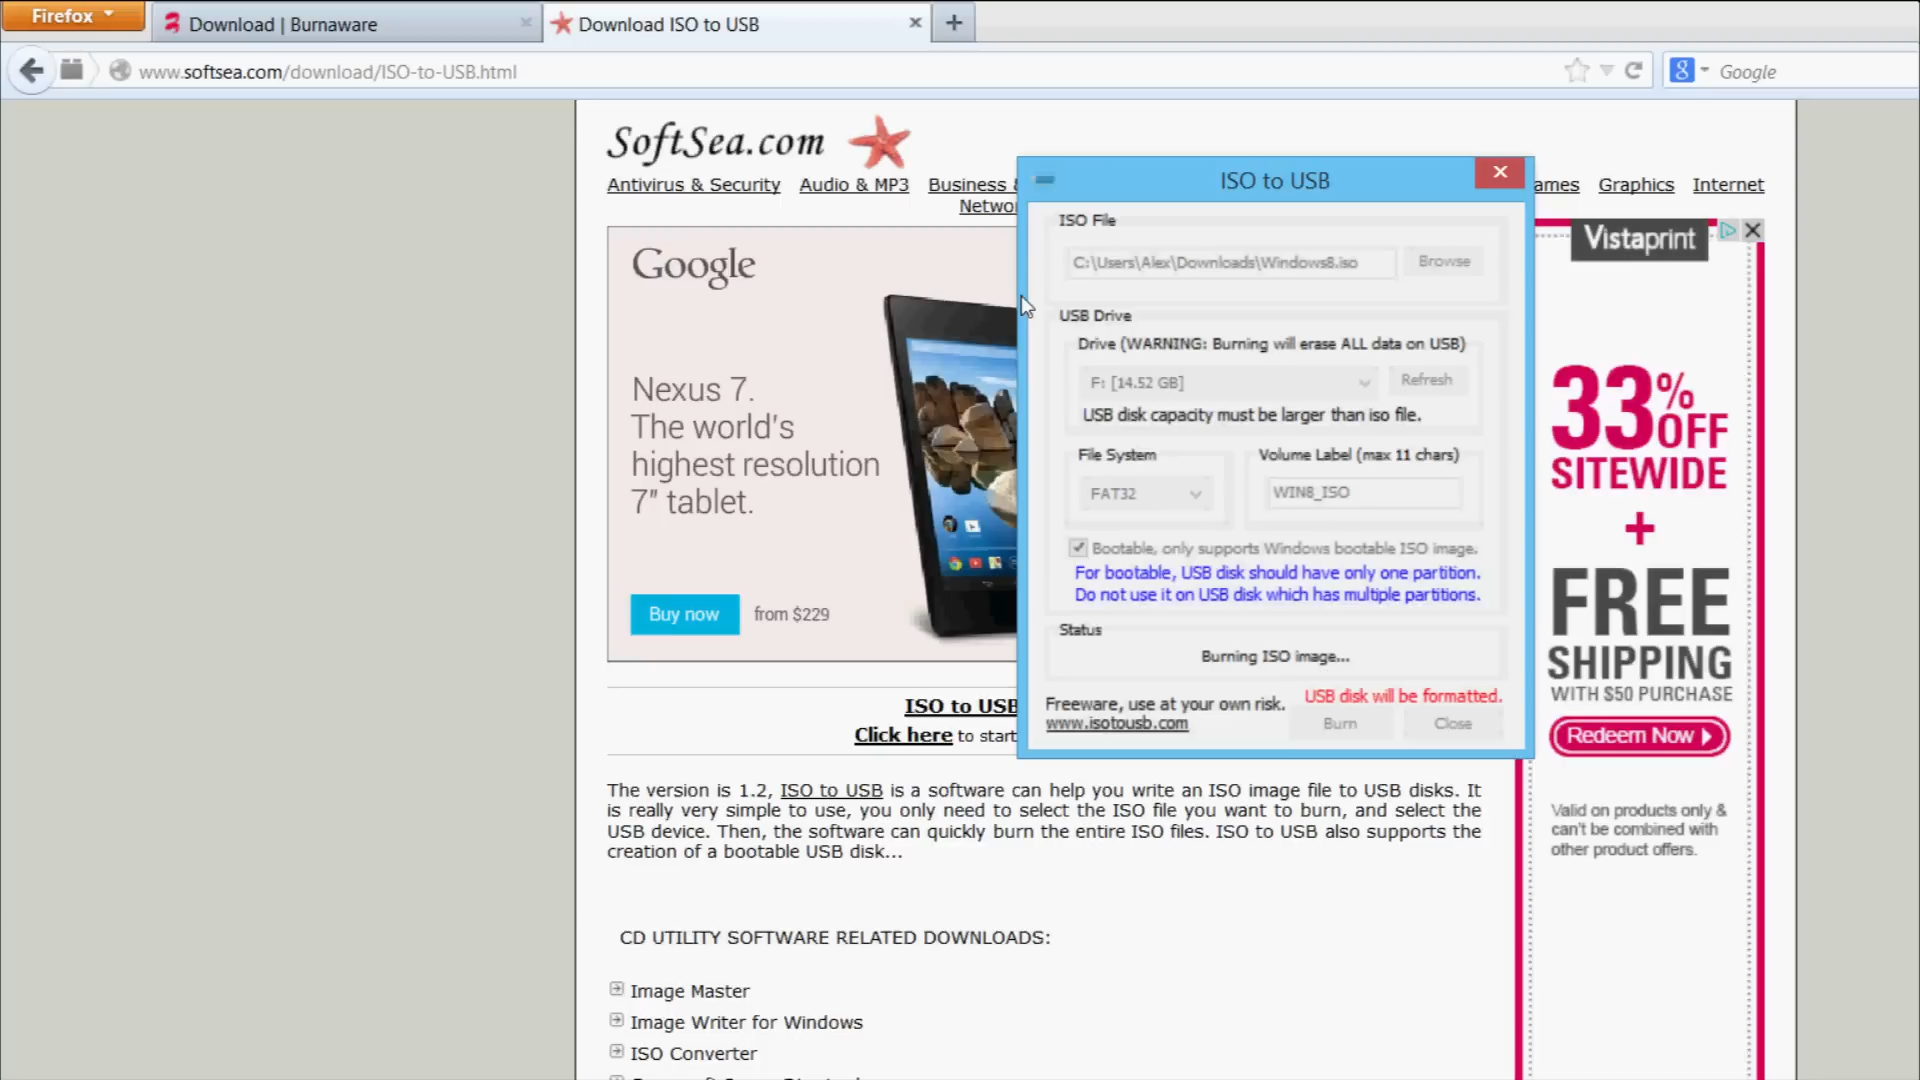 Firefox
Download | Burnaware
Download ISO to USB
www.softsea.com/download/ISO-to-USB.html
Google
SoftSea.com
Antivirus & Security Audio & MP3 Business &
ames Graphics Internet
Google
Nexus 7.
The world's
highest resolution
7" tablet.
Buy now from $229
ISO to USB
ISO File
C:\Users\Alex\Downloads\Windows8.iso Browse
USB Drive
Drive (WARNING: Burning will erase ALL data on USB)
F: [14.52 GB] Refresh
USB disk capacity must be larger than iso file.
File System Volume Label (max 11 chars)
FAT32 WIN8_ISO
Bootable, only supports Windows bootable ISO image.
For bootable, USB disk should have only one partition.
Do not use it on USB disk which has multiple partitions.
Status
Burning ISO image...
USB disk will be formatted.
Freeware, use at your own risk.
www.isotousb.com Burn Close
Vistaprint
33% OFF
SITEWIDE
+
FREE
SHIPPING
WITH $50 PURCHASE
Redeem Now
Valid on products only &
can't be combined with
other product offers.
ISO to USB
Click here to start
The version is 1.2, ISO to USB is a software can help you write an ISO image file to USB disks. It
is really very simple to use, you only need to select the ISO file you want to burn, and select the
USB device. Then, the software can quickly burn the entire ISO files. ISO to USB also supports the
creation of a bootable USB disk...
CD UTILITY SOFTWARE RELATED DOWNLOADS:
Image Master
Image Writer for Windows
ISO Converter